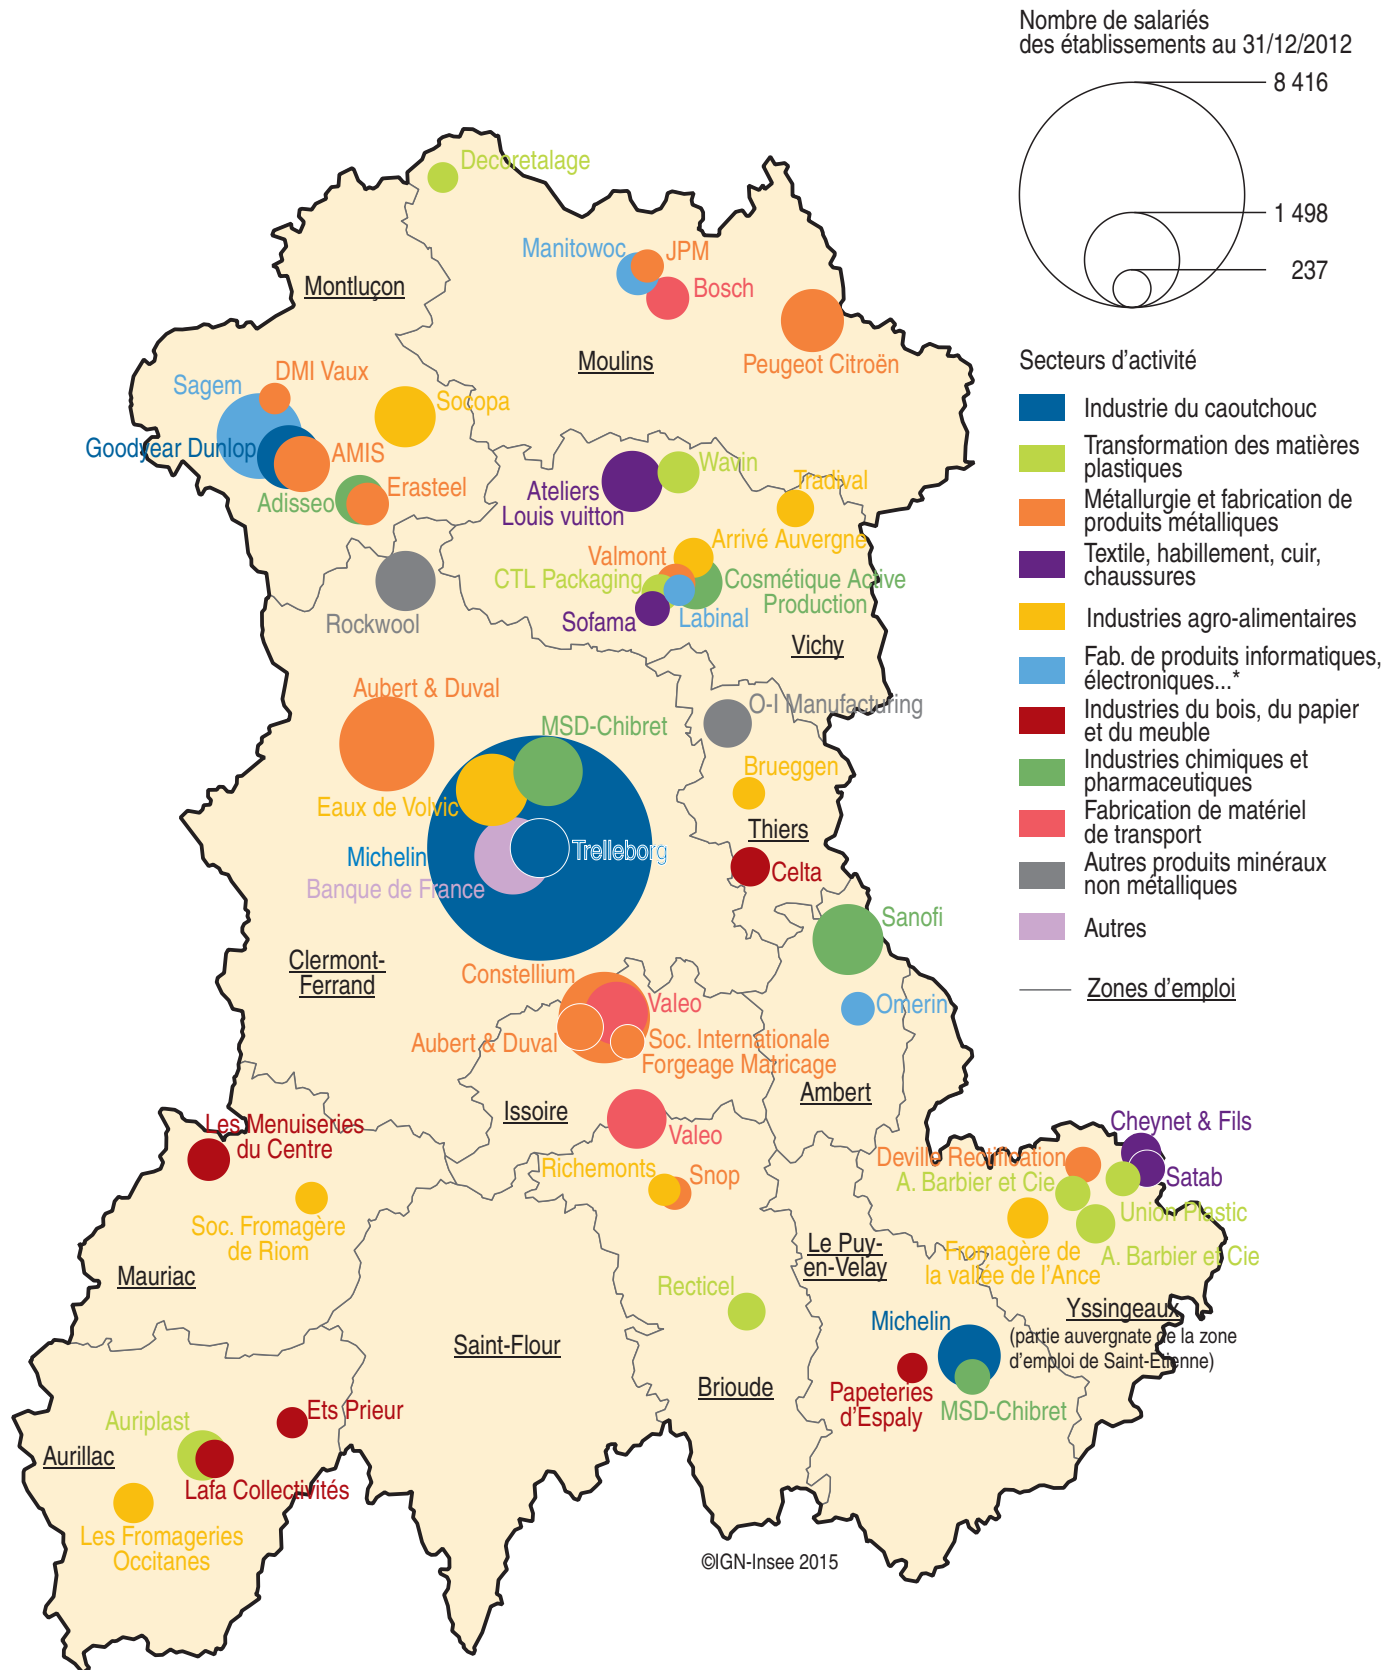 Nombre de salariés
des établissements au 31/12/2012
8 416
1 498
237
Secteurs d'activité
Industrie du caoutchouc
Transformation des matières
plastiques
Métallurgie et fabrication de
produits métalliques
Textile, habillement, cuir,
chaussures
Industries agro-alimentaires
Fab. de produits informatiques,
électroniques...*
Industries du bois, du papier
et du meuble
Industries chimiques et
pharmaceutiques
Fabrication de matériel
de transport
Autres produits minéraux
non métalliques
Autres
Zones d'emploi
Decoretalage
Manitowoc
JPM
Bosch
Montluçon
Moulins
Peugeot Citroën
DMI Vaux
Sagem
Socopa
Goodyear Dunlop
AMIS
Adisseo
Erasteel
Wavin
Ateliers
Louis vuitton
Tradival
Arrivé Auvergne
Valmont
CTL Packaging
Cosmétique Active
Production
Sofama
Labinal
Rockwool
Vichy
Aubert & Duval
O-I Manufacturing
MSD-Chibret
Brueggen
Eaux de Volvic
Thiers
Michelin
Trelleborg
Banque de France
Celta
Sanofi
Clermont-
Ferrand
Constellium
Valeo
Omerin
Aubert & Duval
Soc. Internationale
Forgeage Matricage
Ambert
Issoire
Valeo
Les Menuiseries
du Centre
Cheynet & Fils
Deville Rectification
Richemonts
Snop
A. Barbier et Cie
Satab
Union Plastic
Soc. Fromagère
de Riom
Fromagère de
la vallée de l'Ance
A. Barbier et Cie
Le Puy-
en-Velay
Mauriac
Recticel
Yssingeaux
(partie auvergnate de la zone
d'emploi de Saint-Étienne)
Michelin
Saint-Flour
Brioude
Papeteries
d'Espaly
MSD-Chibret
Auriplast
Ets Prieur
Aurillac
Lafa Collectivités
Les Fromageries
Occitanes
©IGN-Insee 2015